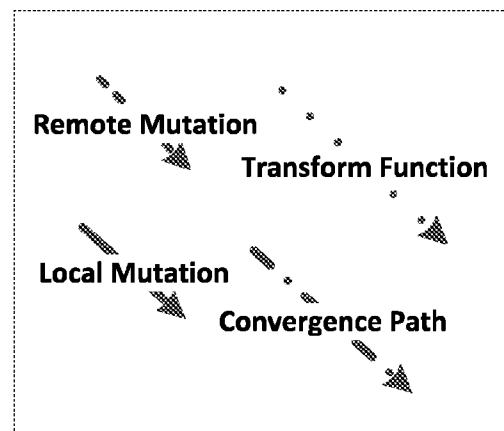 Remote Mutation
Transform Function
Local Mutation
Convergence Path